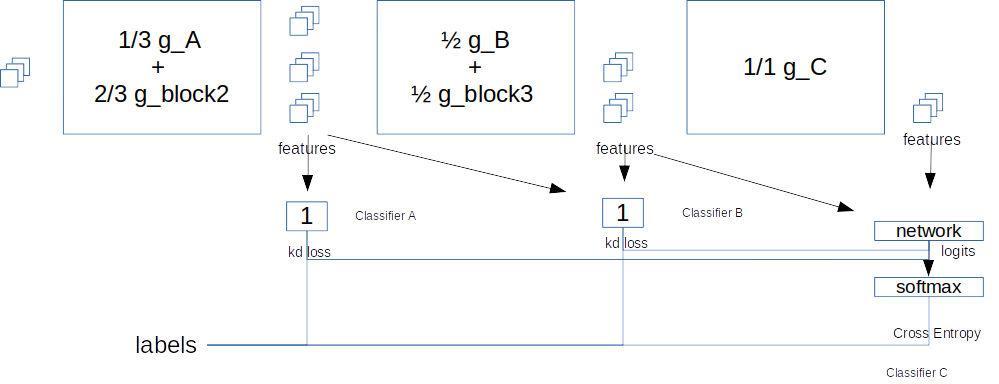 1/3 g_A
+
2/3 g_block2
½ g_B
+
½ g_block3
1/1 g_C
features
features
features
1
Classifier A
1
Classifier B
network
kd loss
kd loss
logits
softmax
labels
Cross Entropy
Classifier C